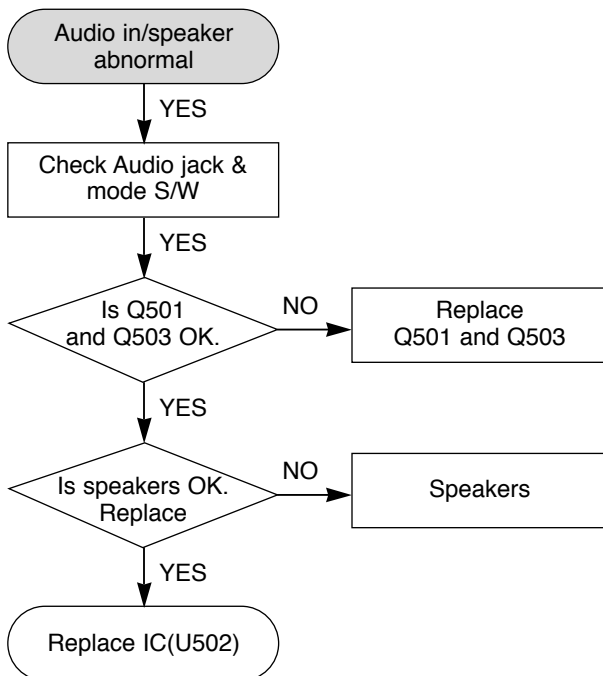 Audio in/speaker
abnormal
YES
Check Audio jack &
mode S/W
YES
Is Q501
and Q503 OK.
NO
Replace
Q501 and Q503
YES
Is speakers OK.
Replace
NO
Speakers
YES
Replace IC(U502)